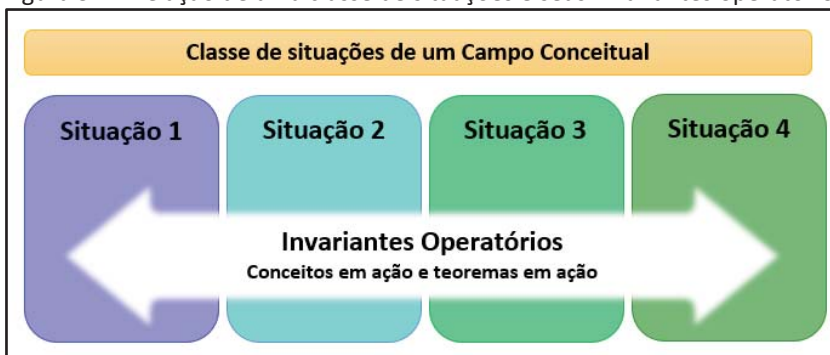 Classe de situações de um Campo Conceitual
Situação 1
Situação 2
Situação 3
Situação 4
Invariantes Operatórios
Conceitos em ação e teoremas em ação